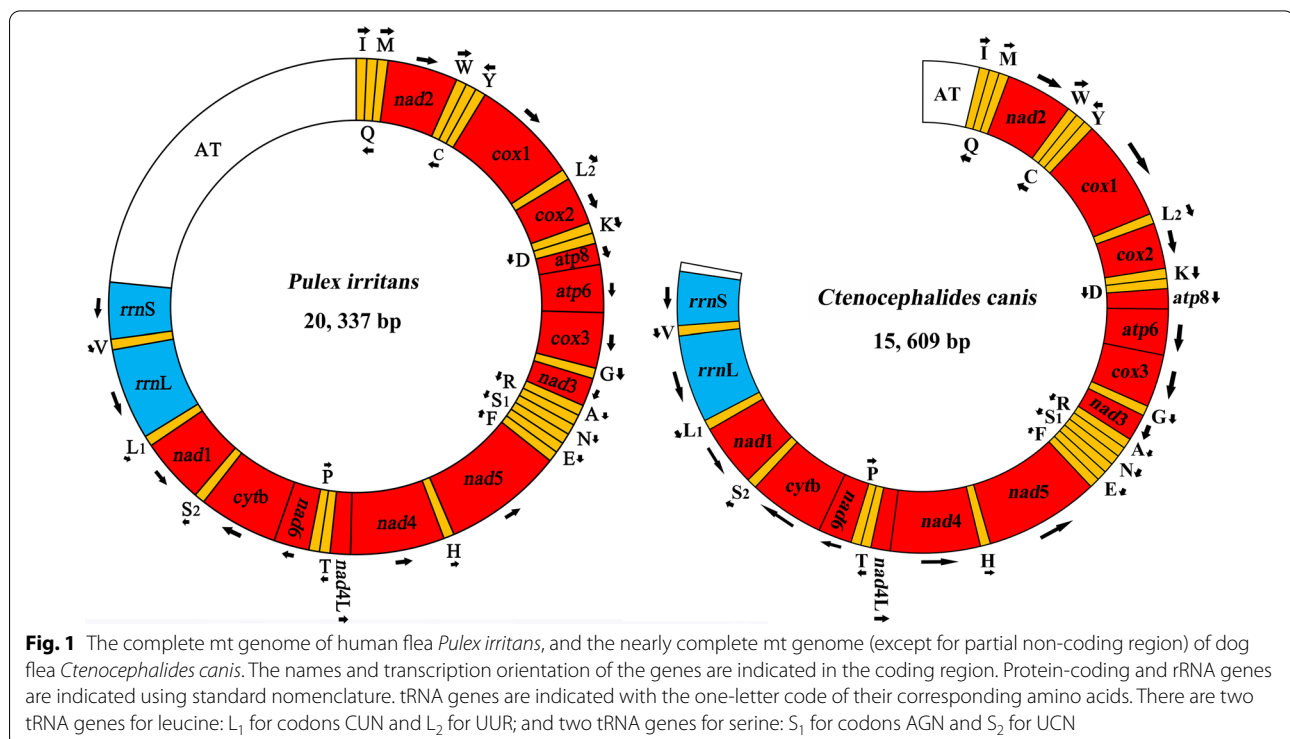 I M
nad2
W
Y
Q
C
cox1
L2
cox2
K
D
atp8
atp6
cox3
G
nad3
R
S1
F
A
N
E
nad5
H
nad4
nad4L
P
T
nad6
cytb
S2
nad1
L1
rrnL
V
rrnS
AT
Pulex irritans
20, 337 bp
AT
I M
nad2
W
Y
Q
C
cox1
L2
cox2
K
D
atp8
atp6
cox3
G
nad3
R
S1
F
A
N
E
nad5
H
nad4
nad4L
P
T
nad6
cytb
S2
nad1
L1
rrnL
V
rrnS
Ctenocephalides canis
15, 609 bp
Fig. 1 The complete mt genome of human flea Pulex irritans, and the nearly complete mt genome (except for partial non-coding region) of dog
flea Ctenocephalides canis. The names and transcription orientation of the genes are indicated in the coding region. Protein-coding and rRNA genes
are indicated using standard nomenclature. tRNA genes are indicated with the one-letter code of their corresponding amino acids. There are two
tRNA genes for leucine: L1 for codons CUN and L2 for UUR; and two tRNA genes for serine: S1 for codons AGN and S2 for UCN